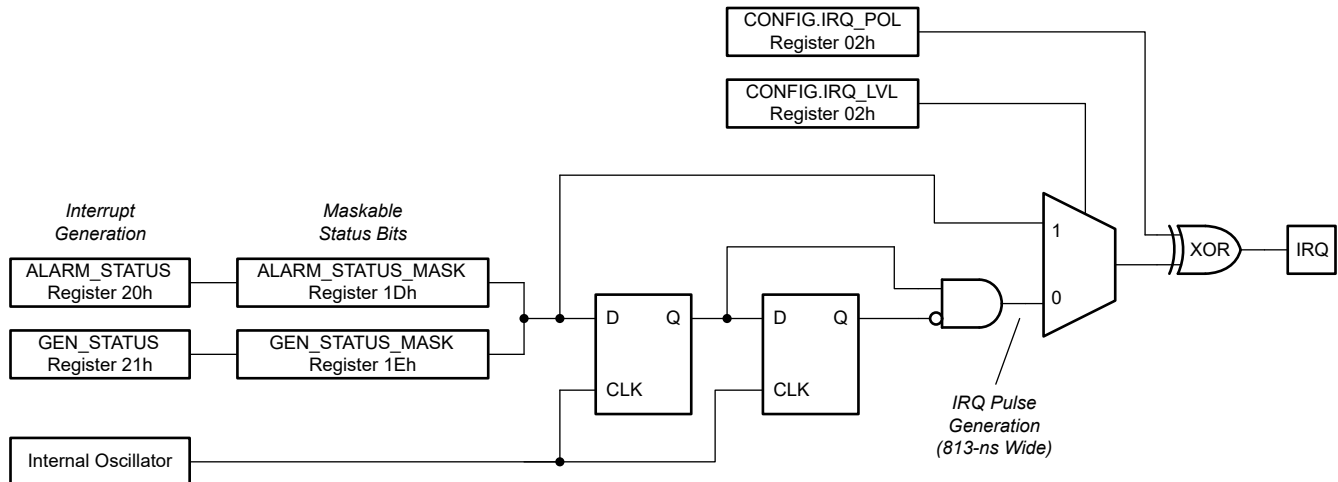 CONFIG.IRQ_POL
Register 02h
CONFIG.IRQ_LVL
Register 02h
Interrupt
Generation
Maskable
Status Bits
ALARM_STATUS
Register 20h
ALARM_STATUS_MASK
Register 1Dh
GEN_STATUS
Register 21h
GEN_STATUS_MASK
Register 1Eh
Internal Oscillator
D Q
CLK
D Q
CLK
IRQ Pulse
Generation
(813-ns Wide)
1
0
XOR
IRQ